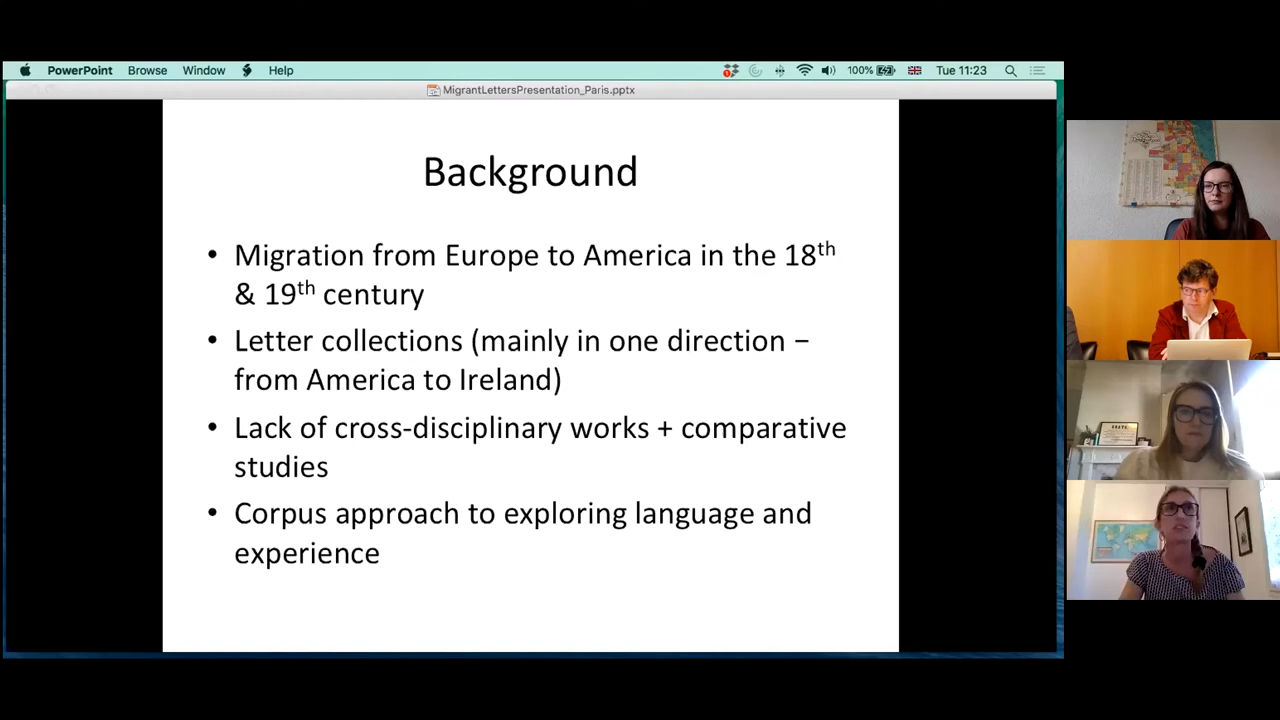 PowerPoint Browse Window Help 100% Tue 11:23
MigrantLettersPresentation_Paris.pptx
Background
• Migration from Europe to America in the 18th
& 19th century
• Letter collections (mainly in one direction −
from America to Ireland)
• Lack of cross-disciplinary works + comparative
studies
• Corpus approach to exploring language and
experience